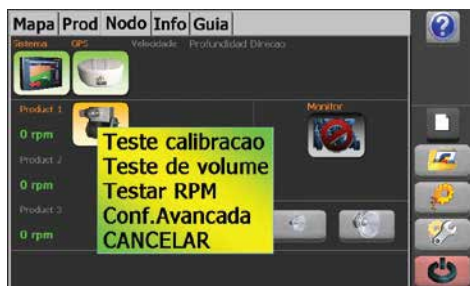 Mapa Prod Nodo Info Guia
Sistema GPS Velocidade Profundidad Direcao
Product 1 Monitor
0 rpm
Product 2
0 rpm
Product 3
0 rpm
Teste calibracao
Teste de volume
Testar RPM
Conf.Avancada
CANCELAR